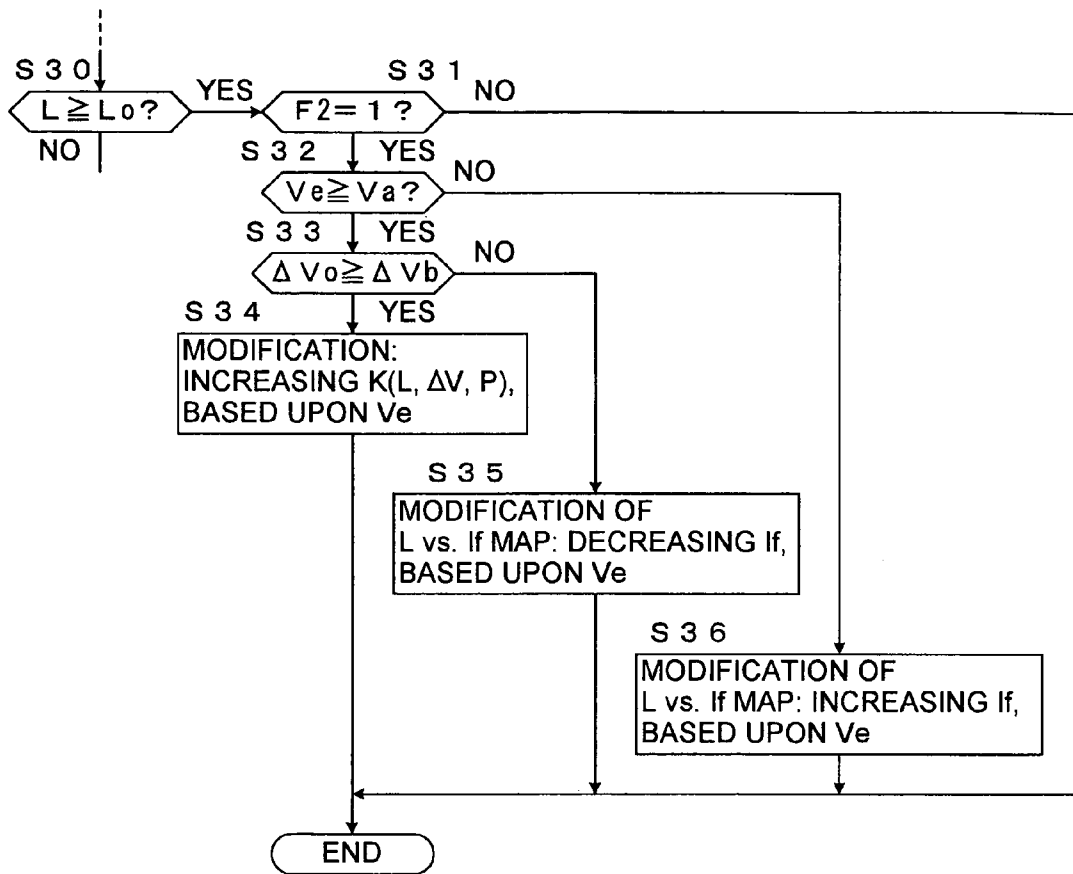 S30
L ≧ Lo?
YES
NO
S31
F2=1?
NO
YES
S32
Ve≧Va?
NO
YES
S33
ΔVo≧ΔVb
NO
YES
S34
MODIFICATION:
INCREASING K(L, ΔV, P),
BASED UPON Ve
S35
MODIFICATION OF
L vs. If MAP: DECREASING If,
BASED UPON Ve
S36
MODIFICATION OF
L vs. If MAP: INCREASING If,
BASED UPON Ve
END